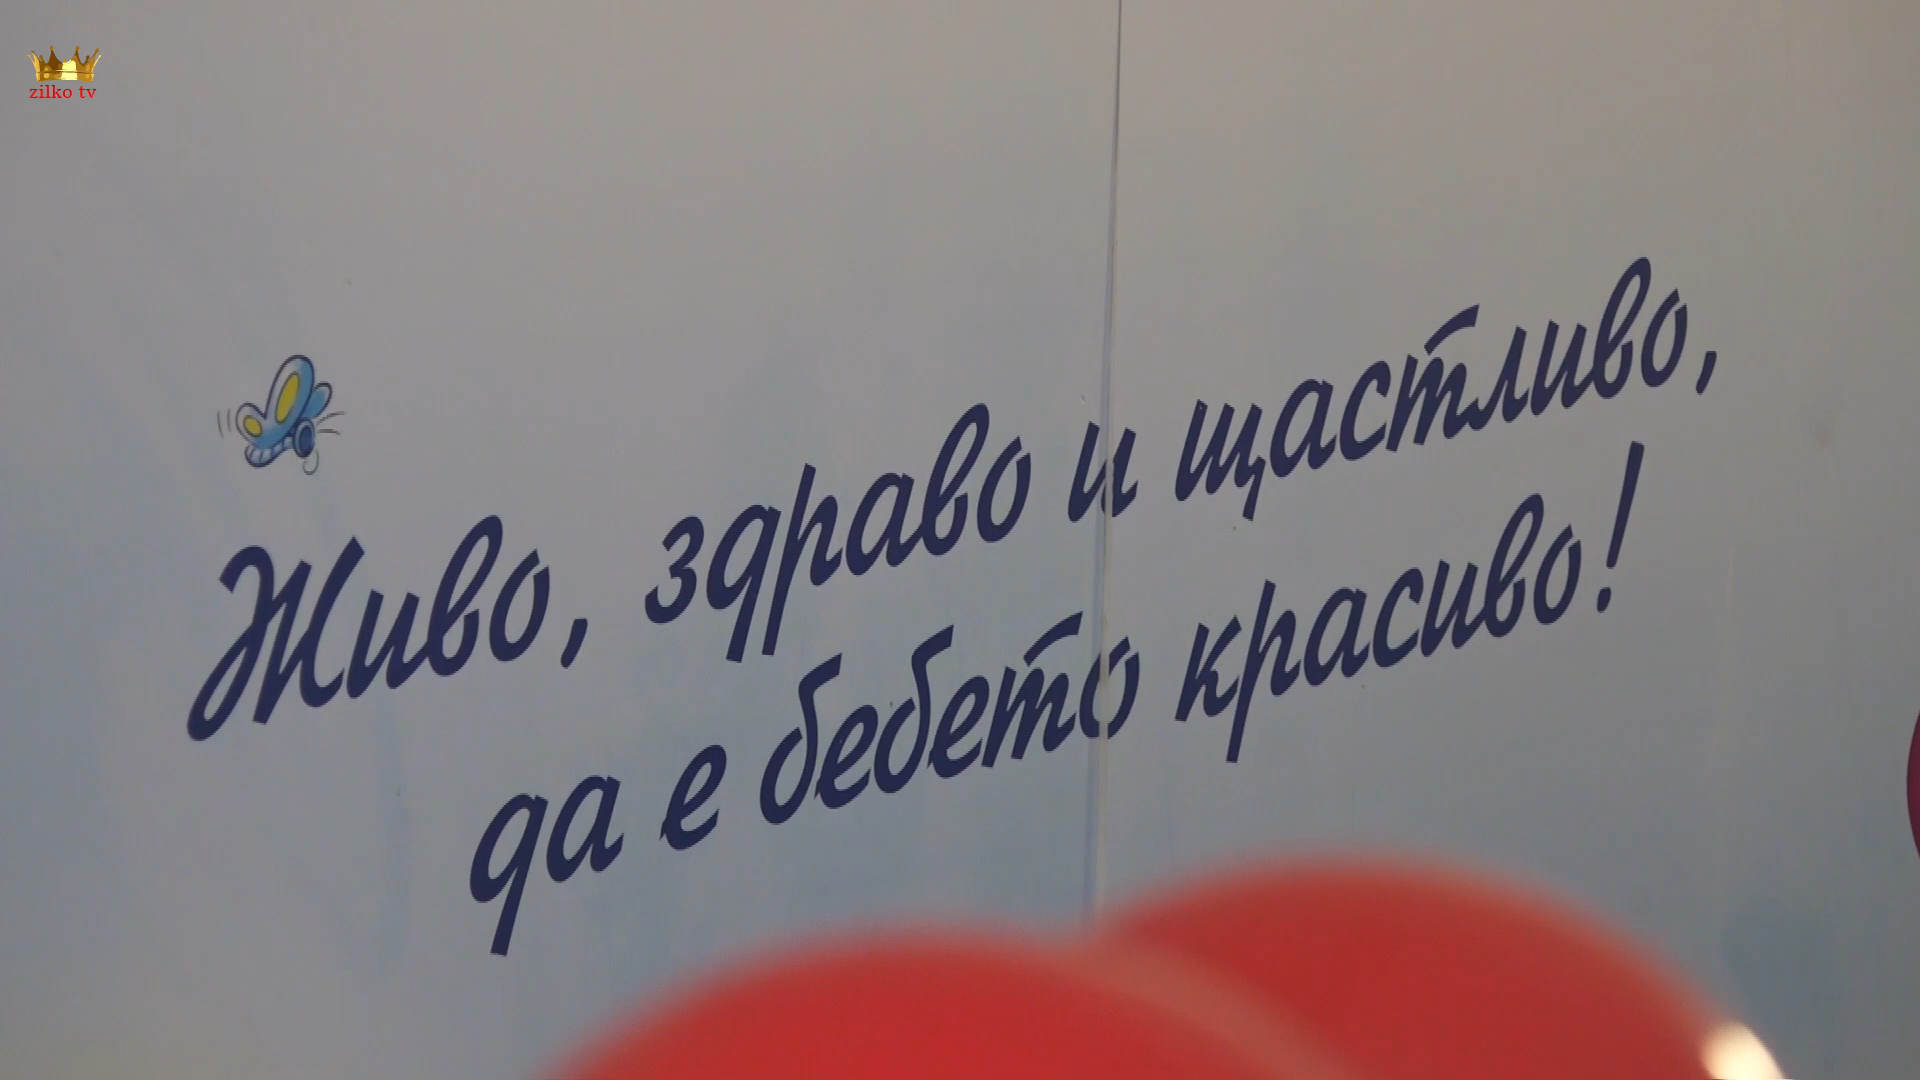 zilko tv
Живо, здраво и щастливо,
да е бебето красиво!